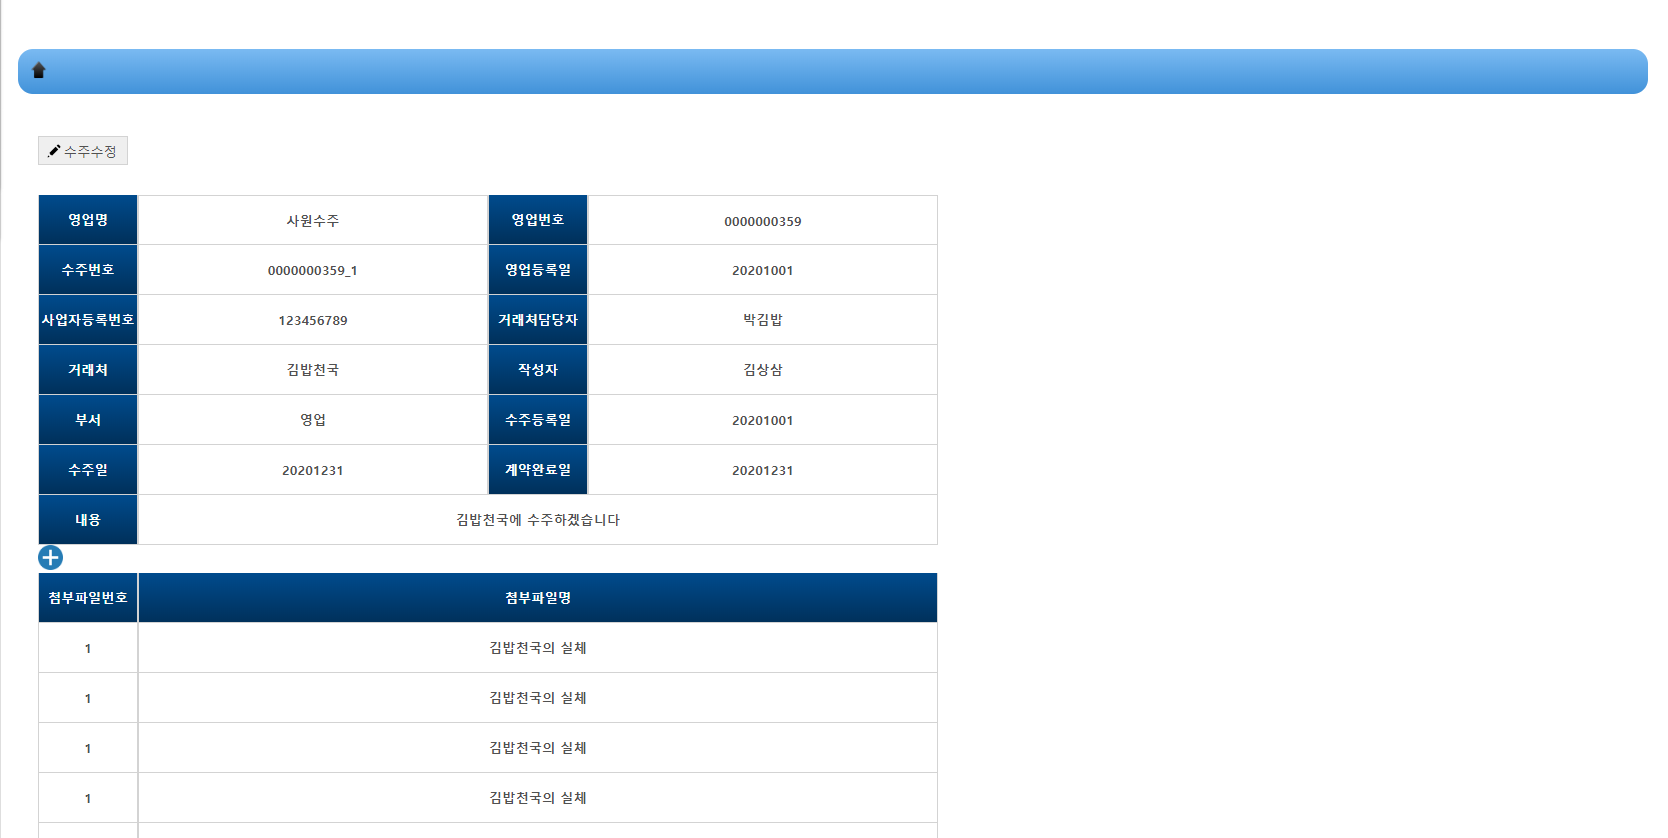 수주수정
영업명 사원수주 영업번호 0000000359
수주번호 0000000359_1 영업등록일 20201001
사업자등록번호 123456789 거래처담당자 박김밥
거래처 김밥천국 작성자 김상삼
부서 영업 수주등록일 20201001
수주일 20201231 계약완료일 20201231
내용 김밥천국에 수주하겠습니다
첨부파일번호 첨부파일명
1 김밥천국의 실체
1 김밥천국의 실체
1 김밥천국의 실체
1 김밥천국의 실체